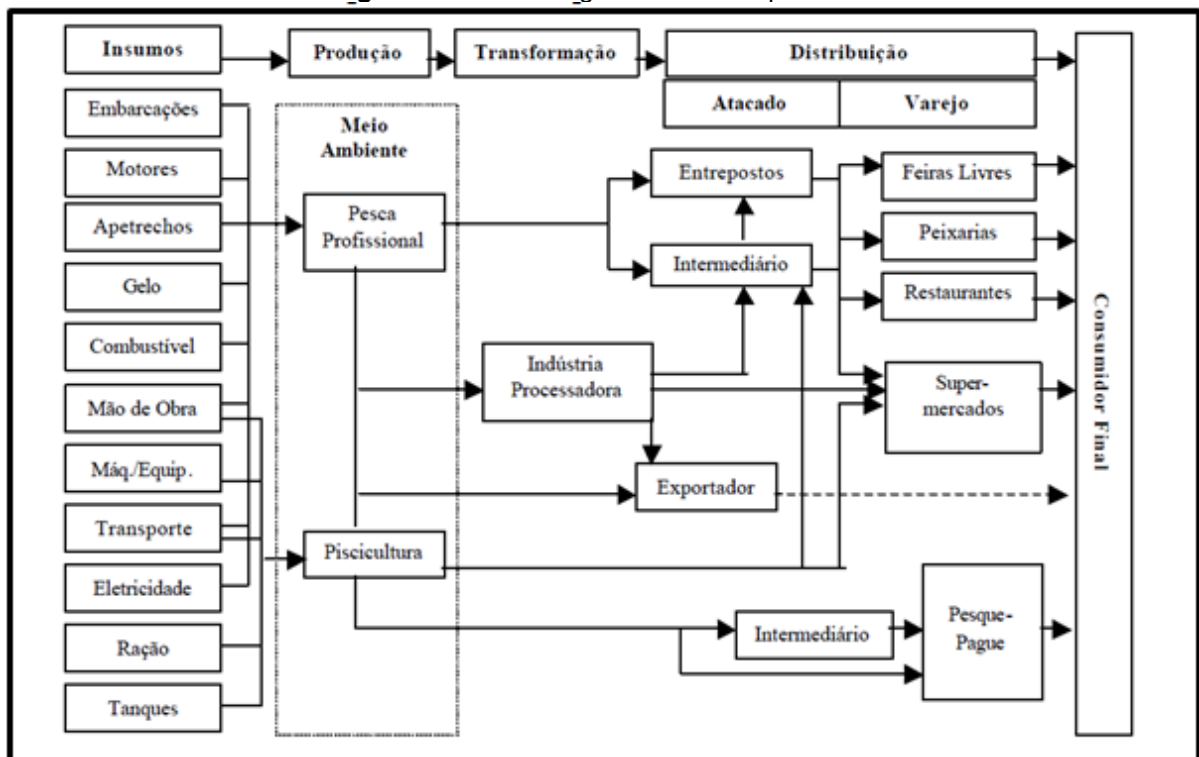 Insumos
Produção
Transformação
Distribuição
Atacado
Varejo
Embarcações
Motores
Apetrechos
Gelo
Combustível
Mão de Obra
Máq./Equip.
Transporte
Eletricidade
Ração
Tanques
Meio
Ambiente
Pesca
Profissional
Piscicultura
Indústria
Processadora
Entrepostos
Intermediário
Exportador
Intermediário
Feiras Livres
Peixarias
Restaurantes
Super-
mercados
Pesque-
Pague
Consumidor Final